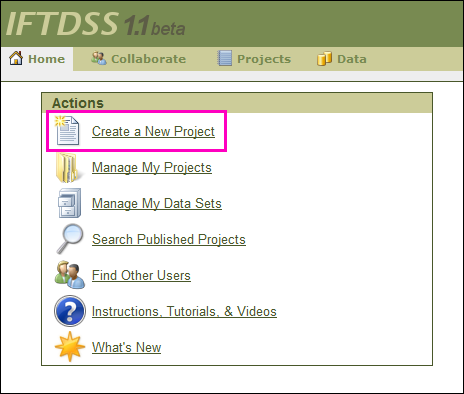 IFTDSS 1.1 beta
Home Collaborate Projects Data
Actions
Create a New Project
Manage My Projects
Manage My Data Sets
Search Published Projects
Find Other Users
Instructions, Tutorials, & Videos
What's New